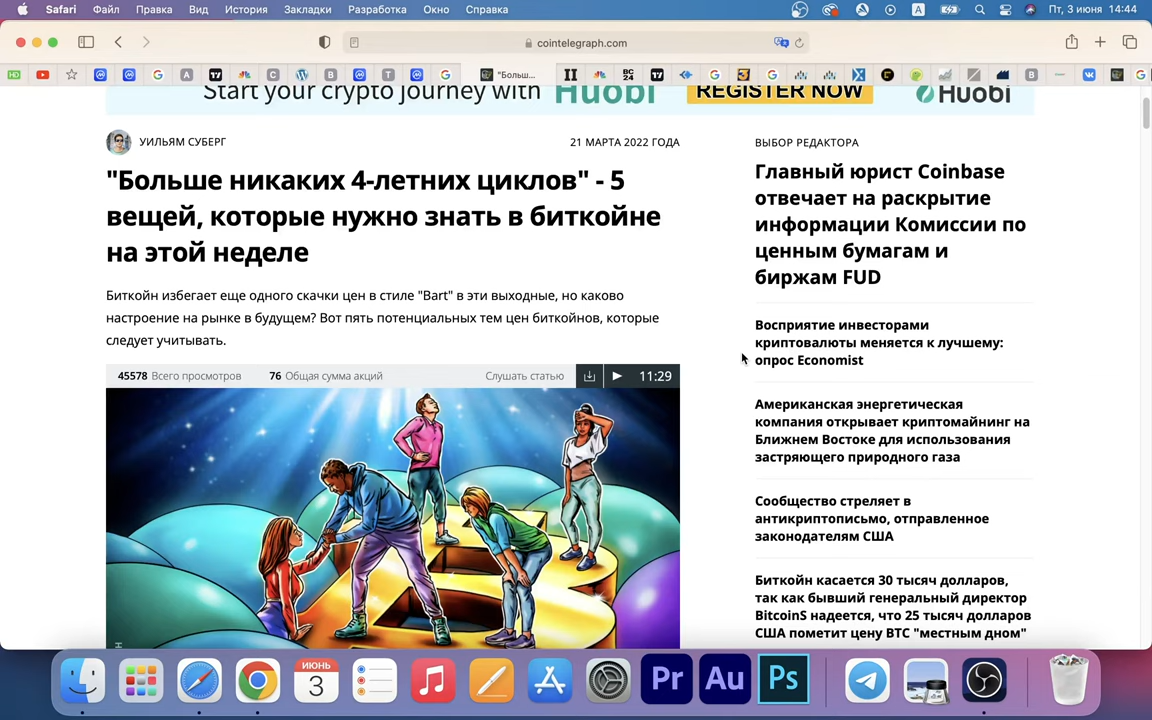 Safari Файл Правка Вид История Закладки Разработка Окно Справка
A
Пт, 3 июня 14:44
cointelegraph.com
"Больш...
Start your crypto journey with Huobi REGISTER NOW Huobi
УИЛЬЯМ СУБЕРГ
21 МАРТА 2022 ГОДА
"Больше никаких 4-летних циклов" - 5
вещей, которые нужно знать в биткойне
на этой неделе
Биткойн избегает еще одного скачки цен в стиле "Bart" в эти выходные, но каково
настроение на рынке в будущем? Вот пять потенциальных тем цен биткойнов, которые
следует учитывать.
45578 Всего просмотров 76 Общая сумма акций Слушать статью 11:29
ВЫБОР РЕДАКТОРА
Главный юрист Coinbase
отвечает на раскрытие
информации Комиссии по
ценным бумагам и
биржам FUD
Восприятие инвесторами
криптовалюты меняется к лучшему:
опрос Economist
Американская энергетическая
компания открывает криптомайнинг на
Ближнем Востоке для использования
застряющего природного газа
Сообщество стреляет в
антикриптописьмо, отправленное
законодателям США
Биткойн касается 30 тысяч долларов,
так как бывший генеральный директор
BitcoinS надеется, что 25 тысяч долларов
США пометит цену BTC "местным дном"
ИЮНЬ
3
Pr
Au
Ps